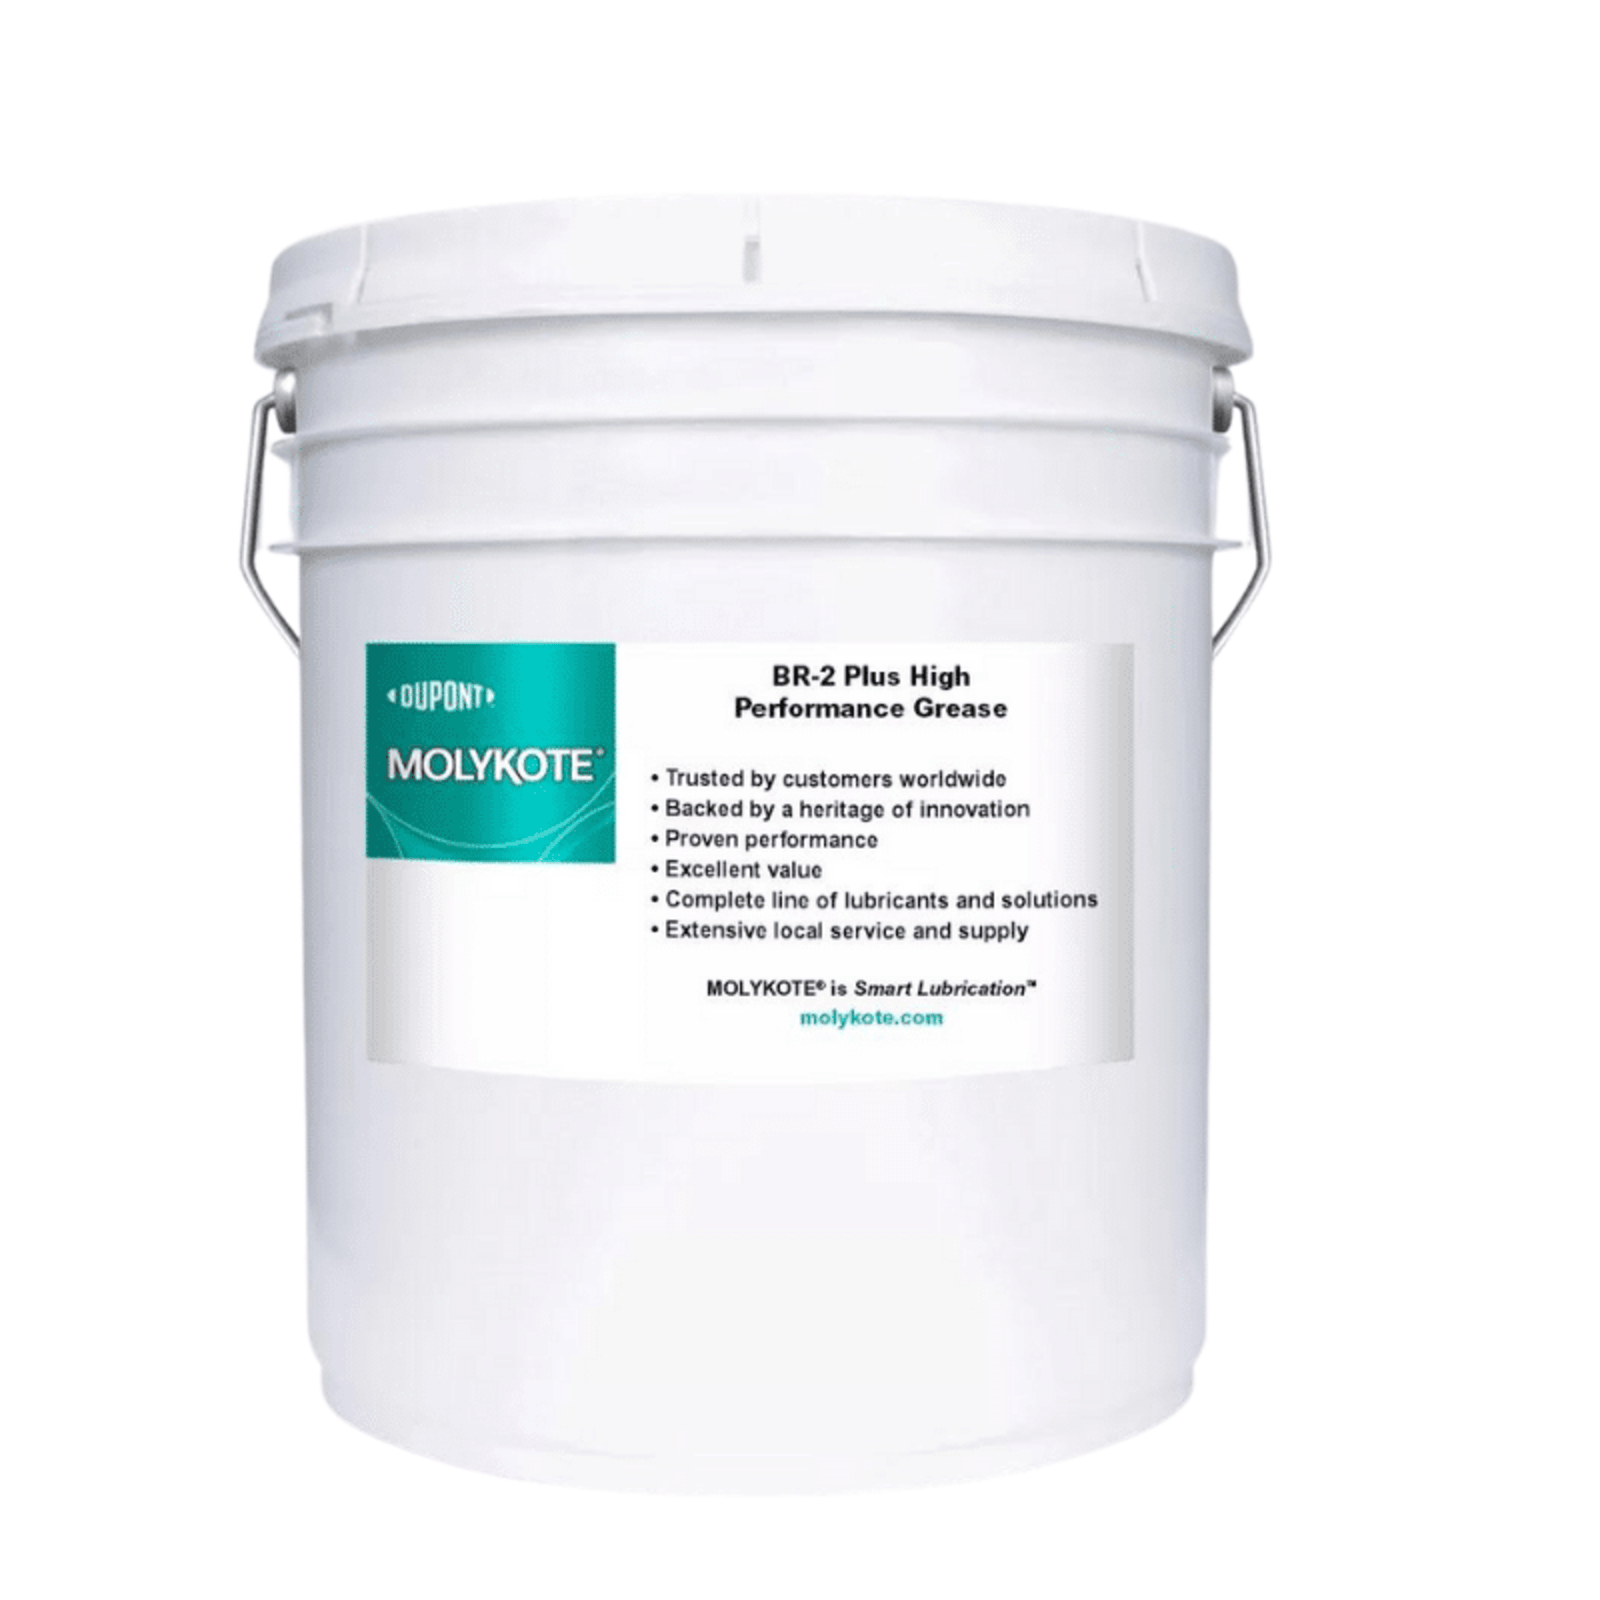 DUPONT
MOLYKOTE®
BR-2 Plus High
Performance Grease
• Trusted by customers worldwide
• Backed by a heritage of innovation
• Proven performance
• Excellent value
• Complete line of lubricants and solutions
• Extensive local service and supply
MOLYKOTE® is Smart Lubrication™
molykote.com